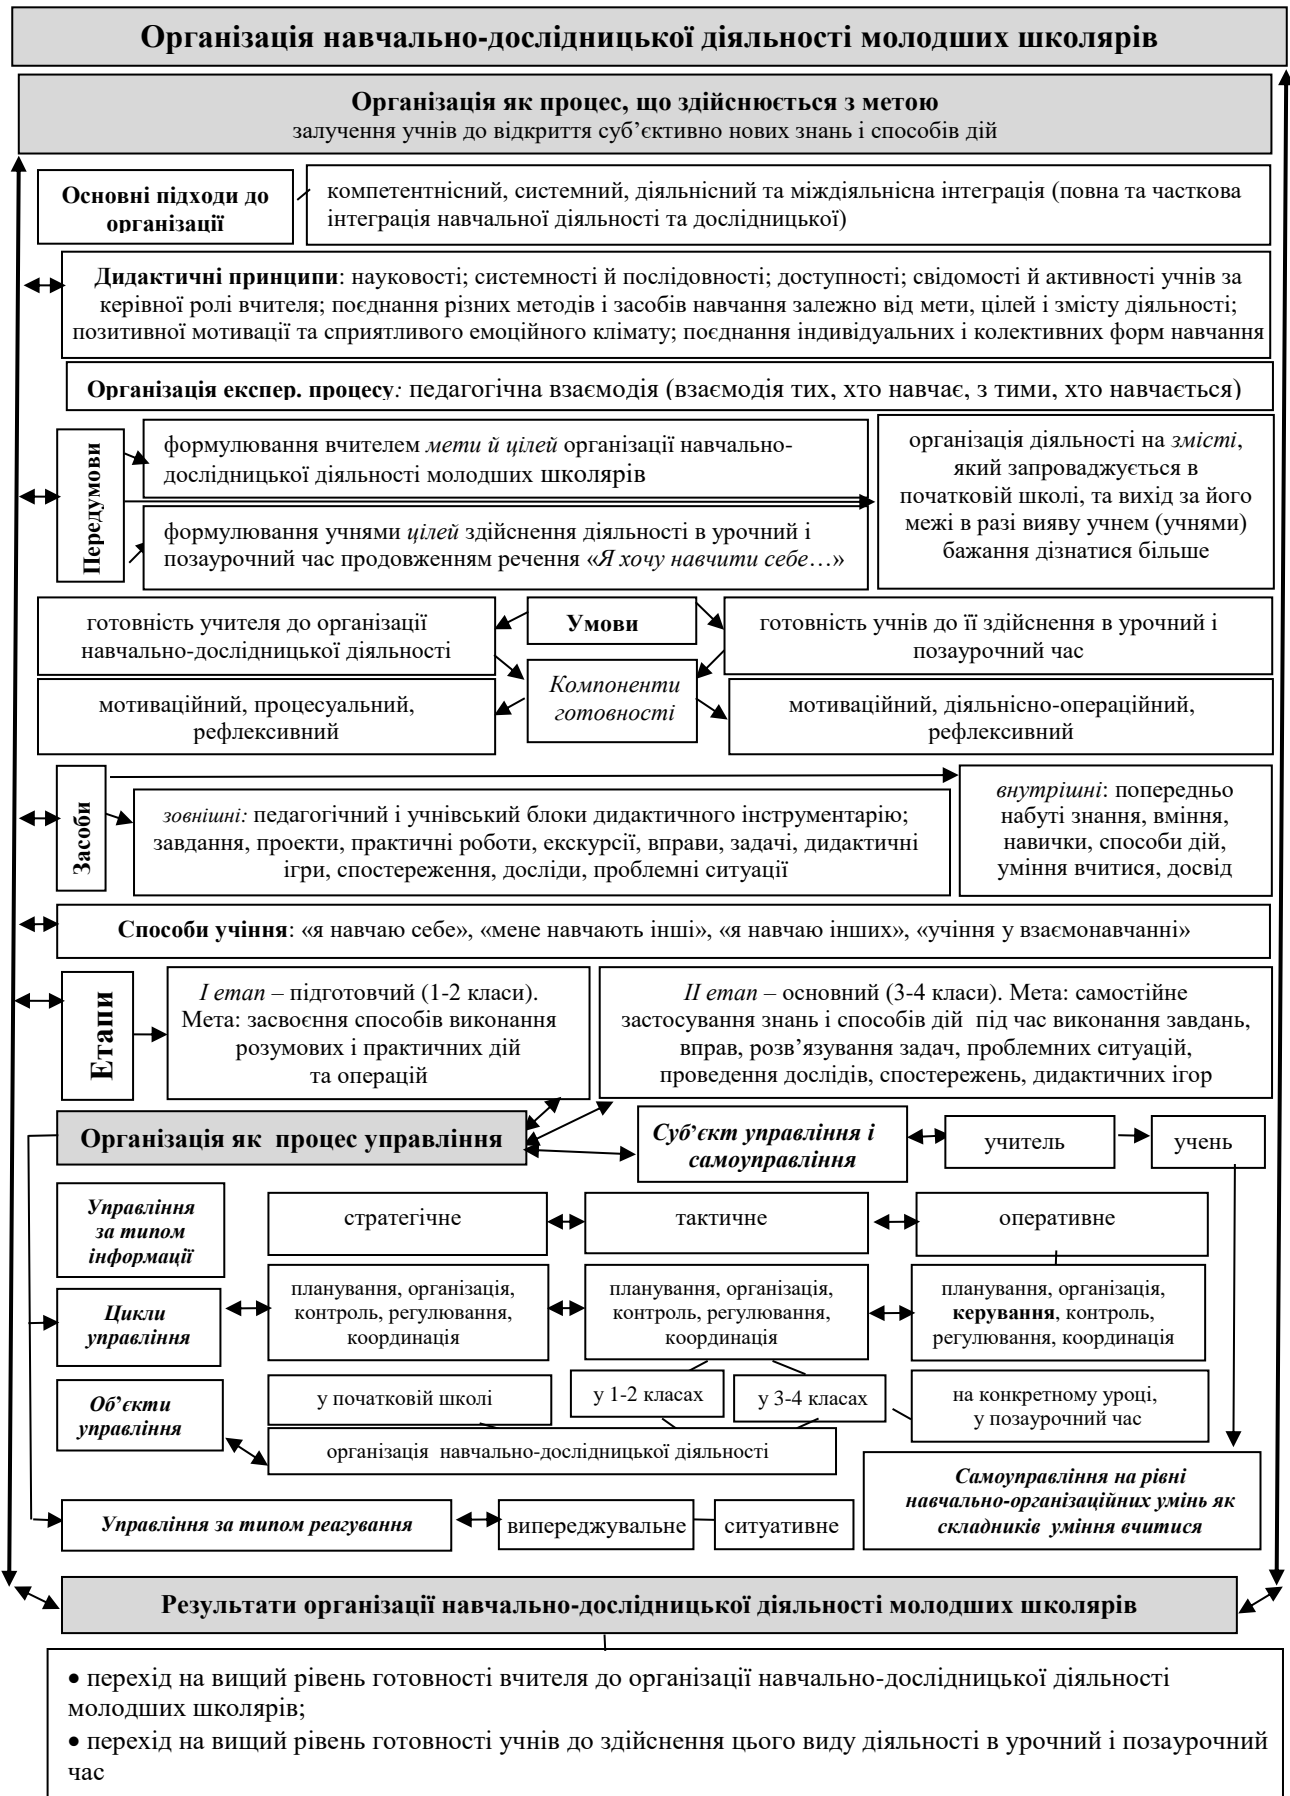 Організація навчально-дослідницької діяльності молодших школярів
Організація як процес, що здійснюється з метою
залучення учнів до відкриття суб’єктивно нових знань і способів дій
Основні підходи до
організації
компетентнісний, системний, діяльнісний та міждіяльнісна інтеграція (повна та часткова
інтеграція навчальної діяльності та дослідницької)
Дидактичні принципи: науковості; системності й послідовності; доступності; свідомості й активності учнів за
керівної ролі вчителя; поєднання різних методів і засобів навчання залежно від мети, цілей і змісту діяльності;
позитивної мотивації та сприятливого емоційного клімату; поєднання індивідуальних і колективних форм навчання
Організація експер. процесу: педагогічна взаємодія (взаємодія тих, хто навчає, з тими, хто навчається)
Передумови
формулювання вчителем мети й цілей організації навчально-
дослідницької діяльності молодших школярів
формулювання учнями цілей здійснення діяльності в урочний і
позаурочний час продовженням речення «Я хочу навчити себе…»
організація діяльності на змісті,
який запроваджується в
початковій школі, та вихід за його
межі в разі вияву учнем (учнями)
бажання дізнатися більше
готовність учителя до організації
навчально-дослідницької діяльності
Умови
готовність учнів до її здійснення в урочний і
позаурочний час
Компоненти
готовності
мотиваційний, процесуальний,
рефлексивний
мотиваційний, діяльнісно-операційний,
рефлексивний
Засоби
зовнішні: педагогічний і учнівський блоки дидактичного інструментарію;
завдання, проекти, практичні роботи, екскурсії, вправи, задачі, дидактичні
ігри, спостереження, досліди, проблемні ситуації
внутрішні: попередньо
набуті знання, вміння,
навички, способи дій,
уміння вчитися, досвід
Способи учіння: «я навчаю себе», «мене навчають інші», «я навчаю інших», «учіння у взаємонавчанні»
Етапи
І етап – підготовчий (1-2 класи).
Мета: засвоєння способів виконання
розумових і практичних дій
та операцій
ІІ етап – основний (3-4 класи). Мета: самостійне
застосування знань і способів дій під час виконання завдань,
вправ, розв’язування задач, проблемних ситуацій,
проведення дослідів, спостережень, дидактичних ігор
Організація як процес управління
Суб’єкт управління і
самоуправління
учитель
учень
Управління
за типом
інформації
стратегічне
тактичне
оперативне
Цикли
управління
планування, організація,
контроль, регулювання,
координація
планування, організація,
контроль, регулювання,
координація
планування, організація,
керування, контроль,
регулювання, координація
Об’єкти
управління
у початковій школі
у 1-2 класах
у 3-4 класах
на конкретному уроці,
у позаурочний час
організація навчально-дослідницької діяльності
Самоуправління на рівні
навчально-організаційних умінь як
складників уміння вчитися
Управління за типом реагування
випереджувальне
ситуативне
Результати організації навчально-дослідницької діяльності молодших школярів
• перехід на вищий рівень готовності вчителя до організації навчально-дослідницької діяльності
молодших школярів;
• перехід на вищий рівень готовності учнів до здійснення цього виду діяльності в урочний і позаурочний
час